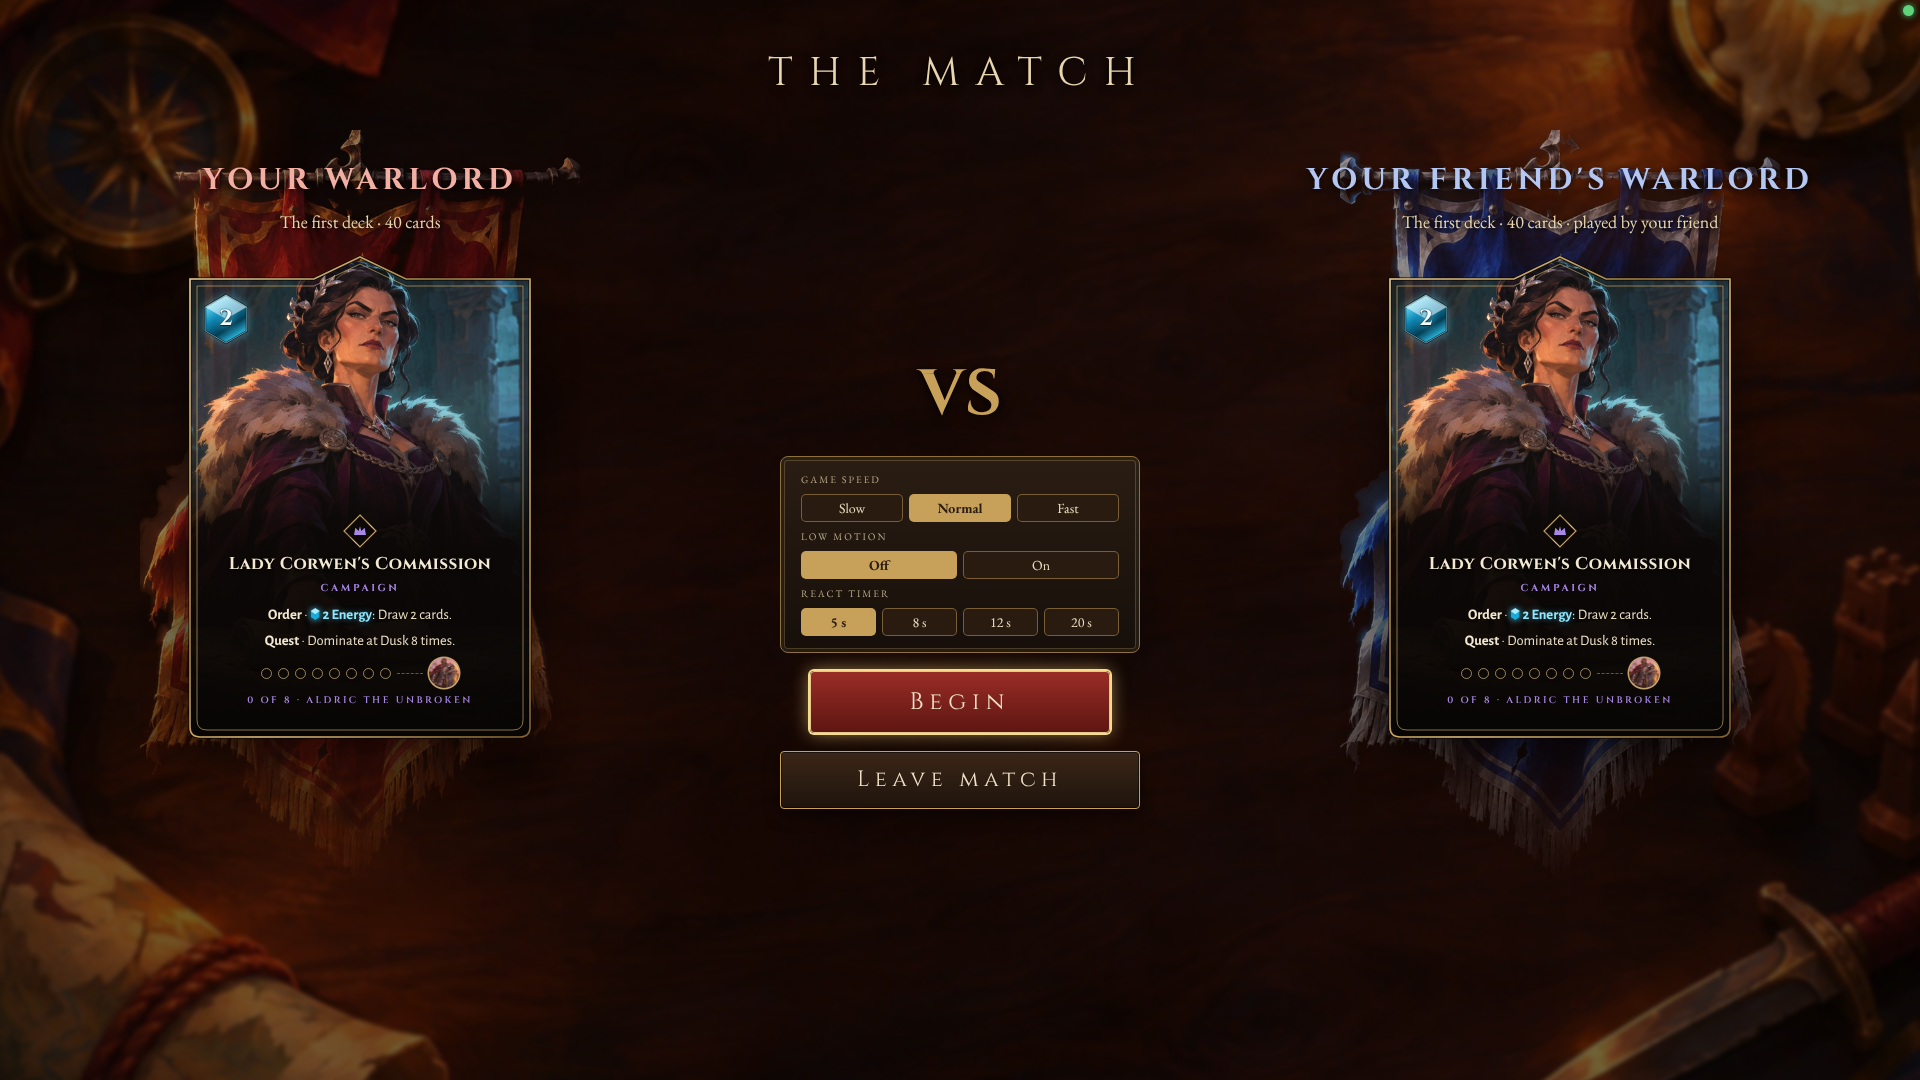 THE MATCH
YOUR WARLORD
The first deck · 40 cards
2
LADY CORWEN'S COMMISSION
CAMPAIGN
Order · 2 Energy: Draw 2 cards.
Quest · Dominate at Dusk 8 times.
0 OF 8 · ALDRIC THE UNBROKEN
VS
GAME SPEED
Slow Normal Fast
LOW MOTION
Off On
REACT TIMER
5 s 8 s 12 s 20 s
BEGIN
LEAVE MATCH
YOUR FRIEND'S WARLORD
The first deck · 40 cards · played by your friend
2
LADY CORWEN'S COMMISSION
CAMPAIGN
Order · 2 Energy: Draw 2 cards.
Quest · Dominate at Dusk 8 times.
0 OF 8 · ALDRIC THE UNBROKEN